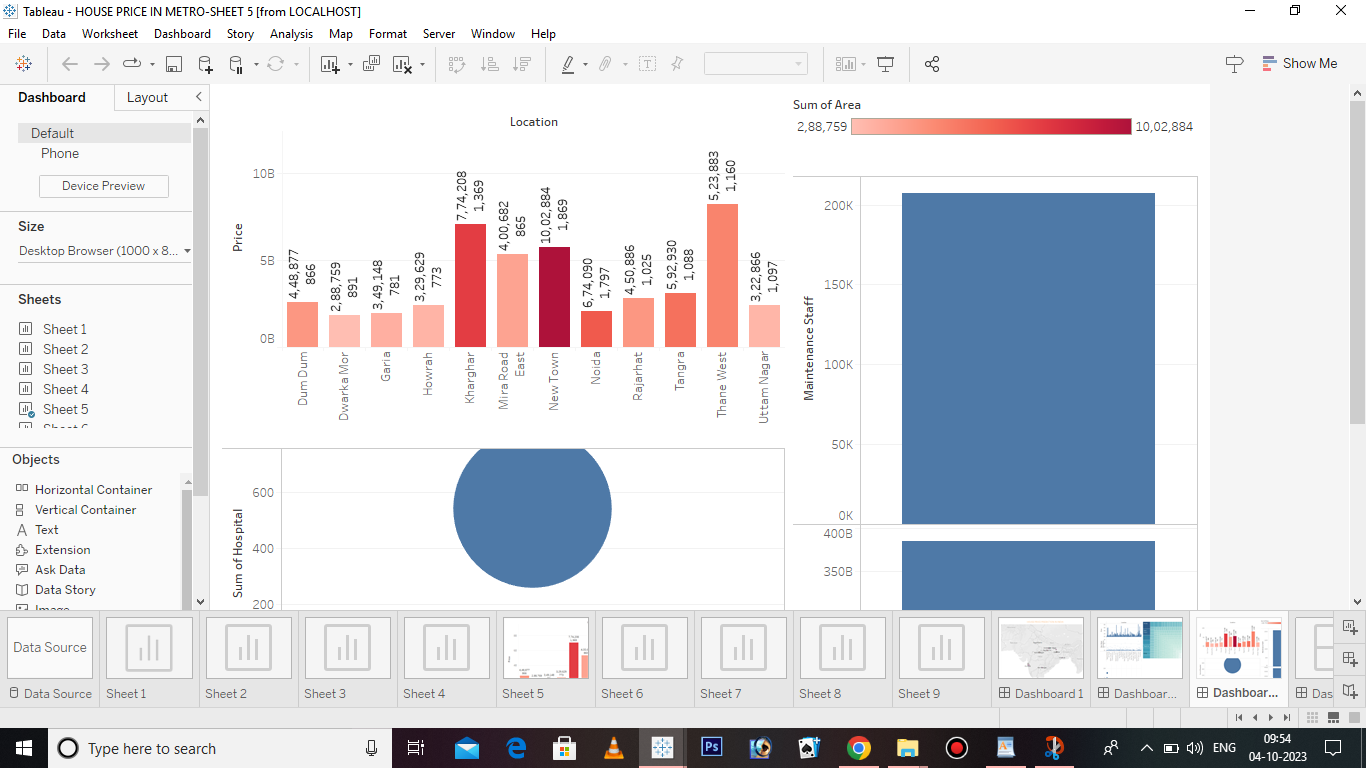 Tableau - HOUSE PRICE IN METRO-SHEET 5 [from LOCALHOST]
File Data Worksheet Dashboard Story Analysis Map Format Server Window Help
Show Me
Dashboard Layout
Default
Phone
Device Preview
Size
Desktop Browser (1000 x 8...
Sheets
Sheet 1
Sheet 2
Sheet 3
Sheet 4
Sheet 5
Sheet 6
Objects
Horizontal Container
Vertical Container
Text
Extension
Ask Data
Data Story
Image
Location
Price
10B
5B
0B
4,48,877
866
2,88,759
891
3,49,148
781
3,29,629
773
7,74,208
1,369
4,00,682
865
10,02,884
1,869
6,74,090
1,797
4,50,886
1,025
5,92,930
1,088
5,23,883
1,160
3,22,866
1,097
Dum Dum
Dwarka Mor
Garia
Howrah
Kharghar
Mira Road
East
New Town
Noida
Rajarhat
Tangra
Thane West
Uttam Nagar
Sum of Area
2,88,759 10,02,884
Maintenance Staff
200K
150K
100K
50K
0K
400B
350B
Sum of Hospital
600
400
200
Data Source
Data Source Sheet 1 Sheet 2 Sheet 3 Sheet 4 Sheet 5 Sheet 6 Sheet 7 Sheet 8 Sheet 9 Dashboard 1 Dashboar... Dashboar... Das
Type here to search
Ps
ENG
09:54
04-10-2023